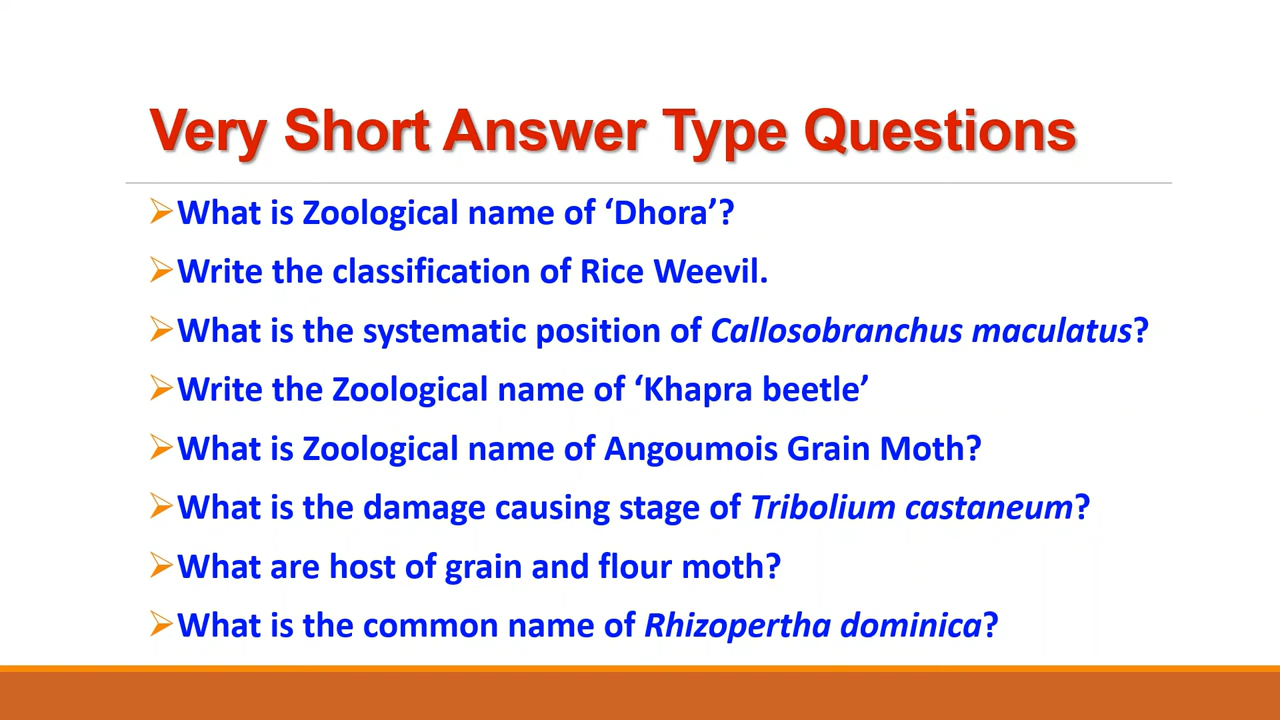 Very Short Answer Type Questions
➢What is Zoological name of ‘Dhora’?
➢Write the classification of Rice Weevil.
➢What is the systematic position of Callosobranchus maculatus?
➢Write the Zoological name of ‘Khapra beetle’
➢What is Zoological name of Angoumois Grain Moth?
➢What is the damage causing stage of Tribolium castaneum?
➢What are host of grain and flour moth?
➢What is the common name of Rhizopertha dominica?